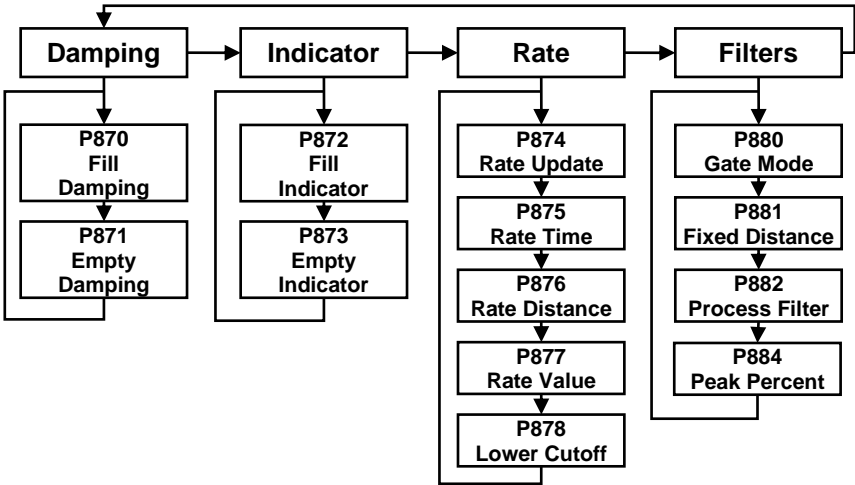 Damping
Indicator
Rate
Filters
P870
Fill
Damping
P871
Empty
Damping
P872
Fill
Indicator
P873
Empty
Indicator
P874
Rate Update
P875
Rate Time
P876
Rate Distance
P877
Rate Value
P878
Lower Cutoff
P880
Gate Mode
P881
Fixed Distance
P882
Process Filter
P884
Peak Percent